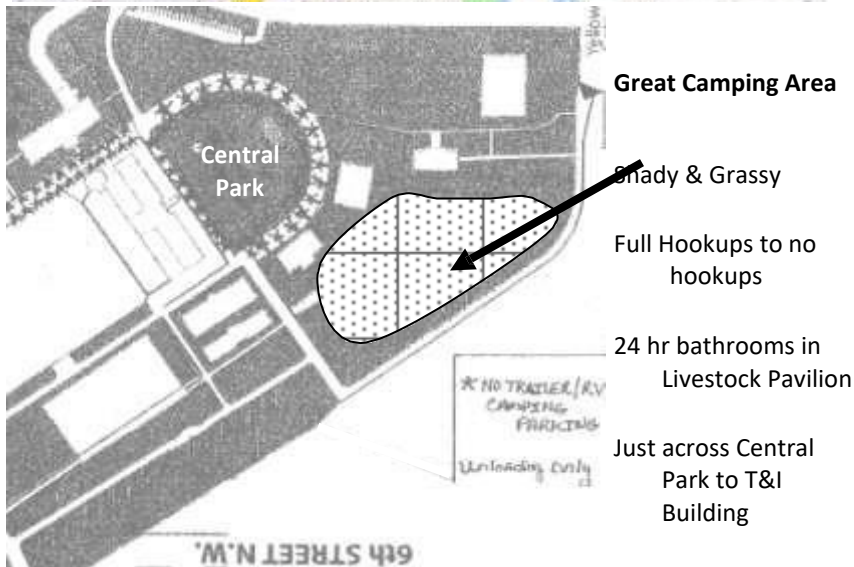 Yellow
Great Camping Area
Central
Park
Shady & Grassy
Full Hookups to no
hookups
24 hr bathrooms in
Livestock Pavilion
* NO TRAILER/RV
CAMPING
PARKING
Unloading Only
Just across Central
Park to T&I
Building
6th STREET N.W.